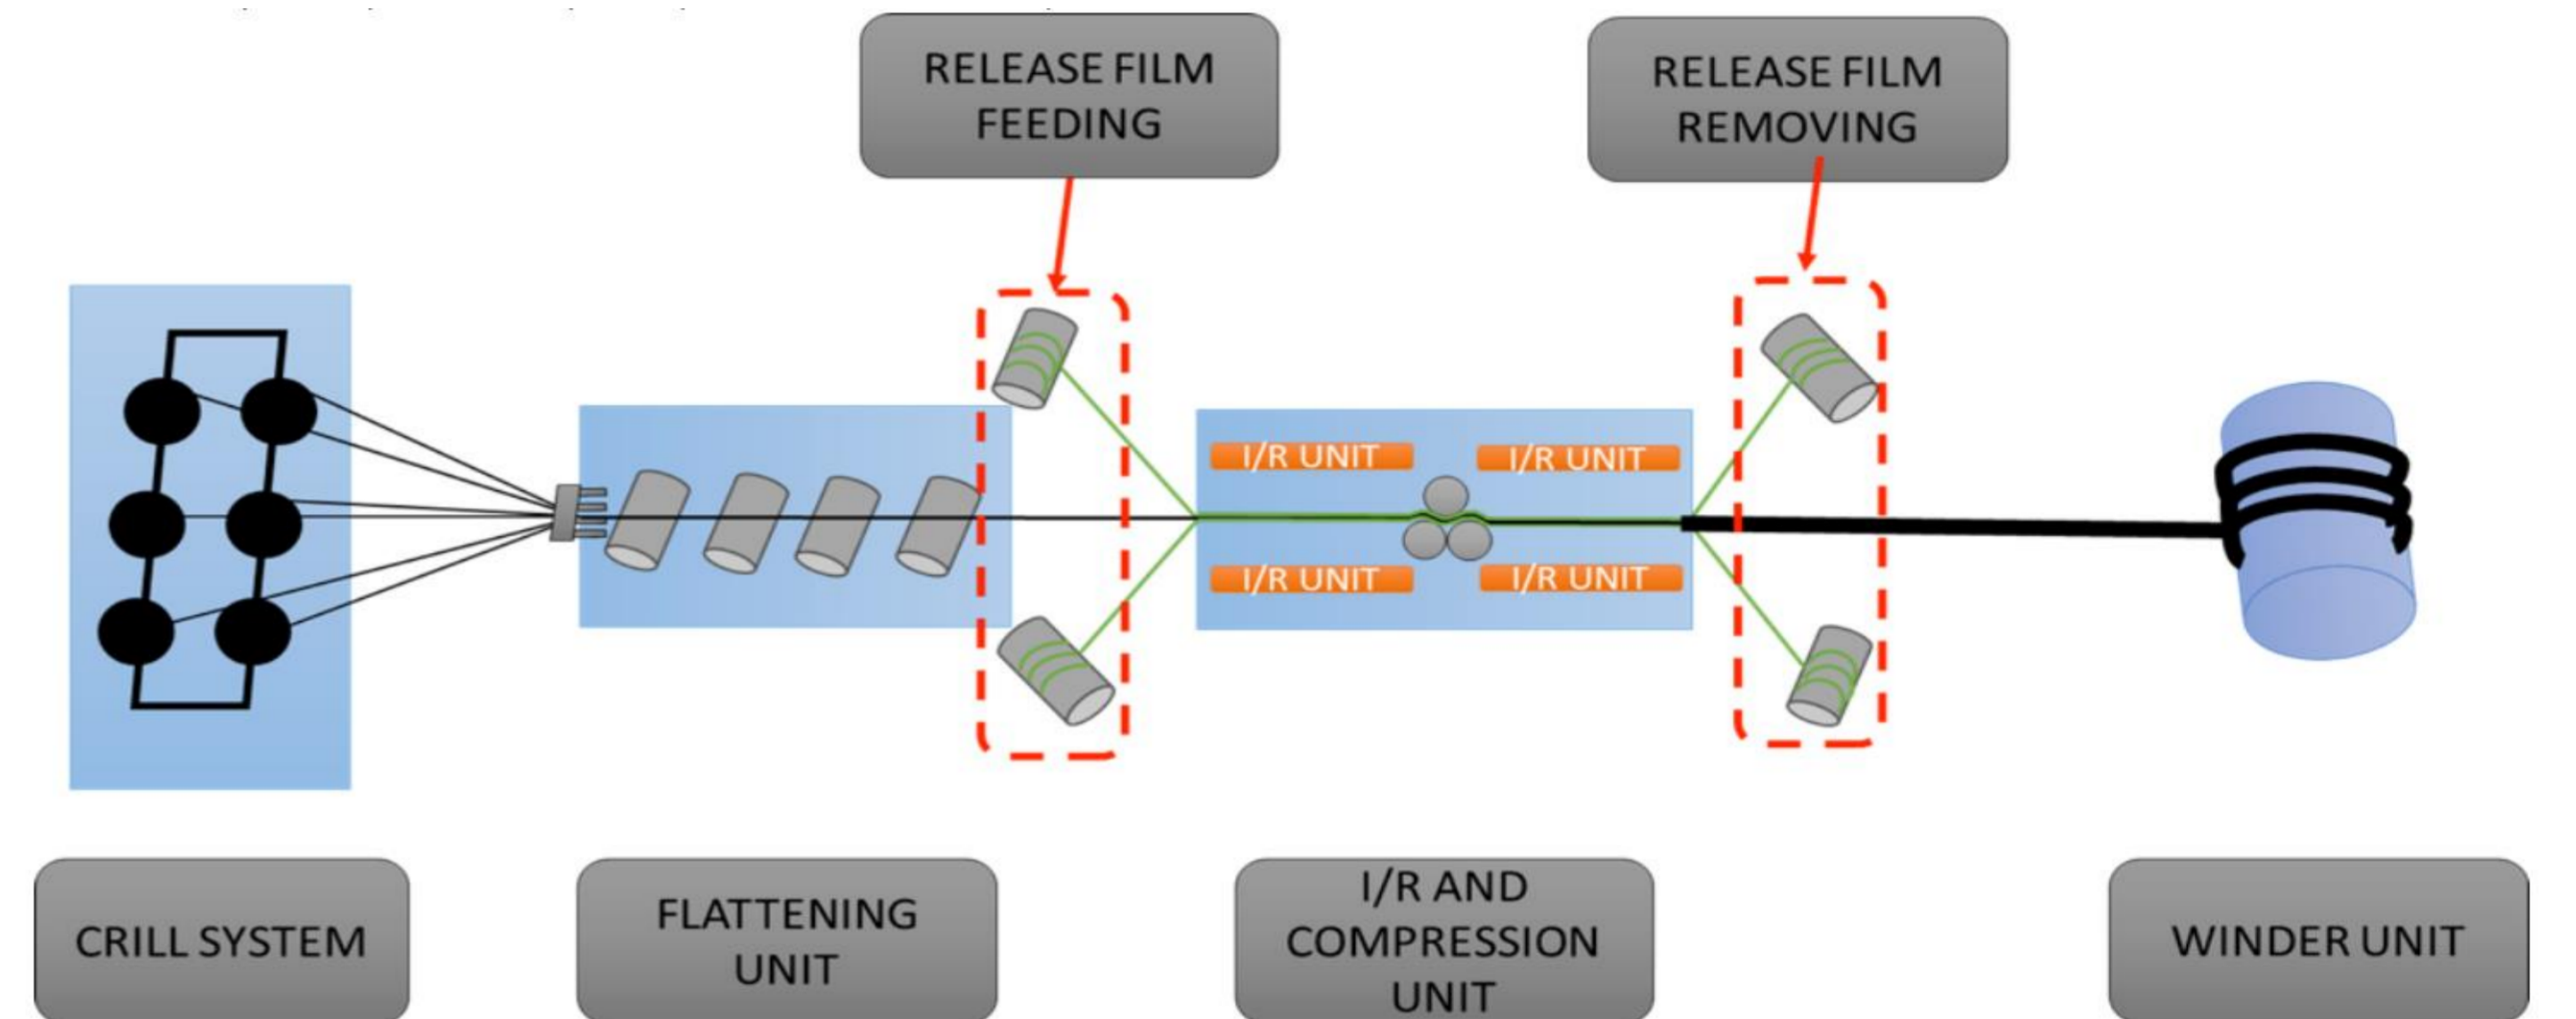 RELEASE FILM
FEEDING
RELEASE FILM
REMOVING
I/R UNIT
I/R UNIT
I/R UNIT
I/R UNIT
CRILL SYSTEM
FLATTENING
UNIT
I/R AND
COMPRESSION
UNIT
WINDER UNIT